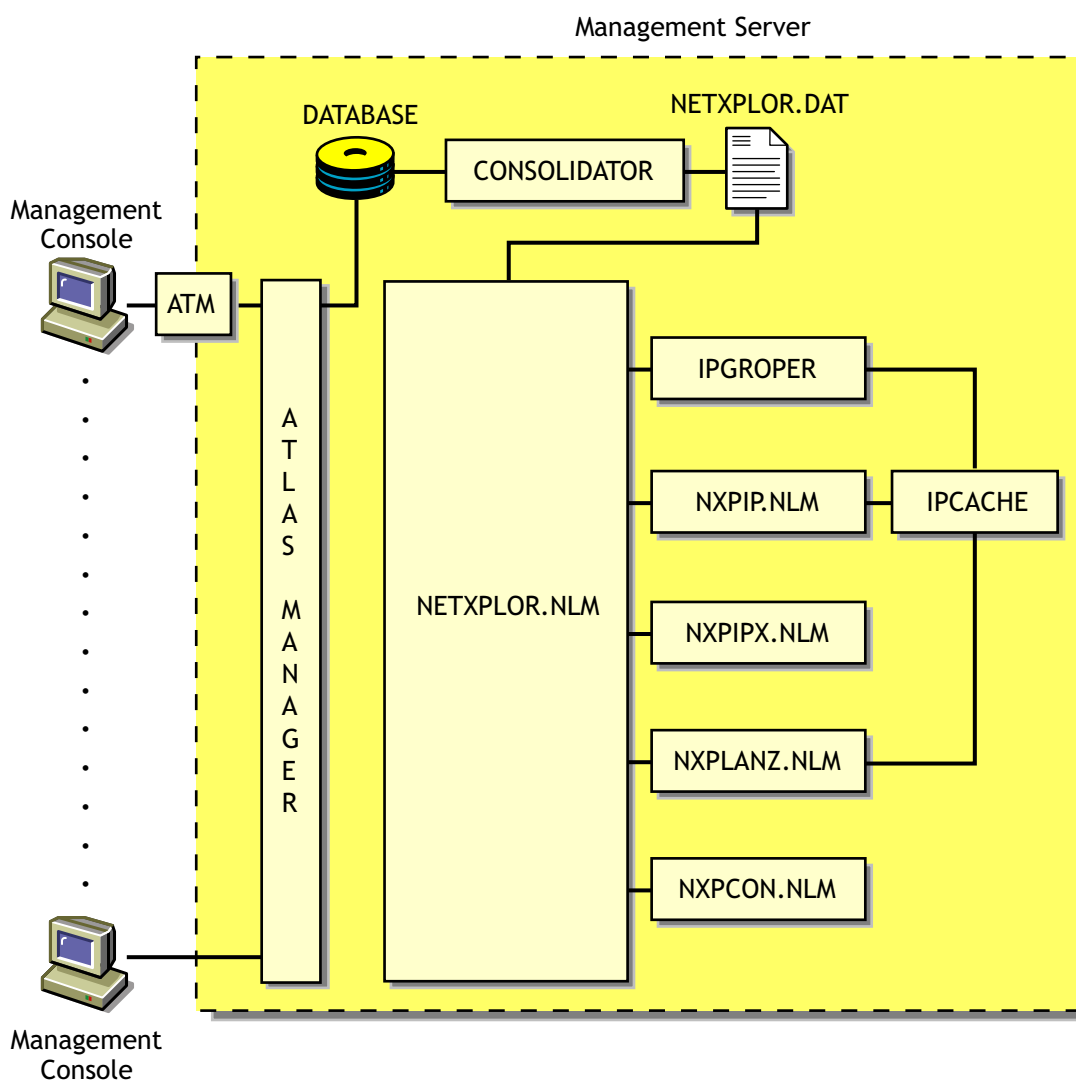 Management Server
NETXPLOR.DAT
DATABASE
CONSOLIDATOR
Management
Console
ATM
IPGROPER
A
T
L
A
S
M
A
N
A
G
E
R
NXPIP.NLM
IPCACHE
NETXPLOR.NLM
NXPIPX.NLM
NXPLANZ.NLM
NXPCON.NLM
Management
Console